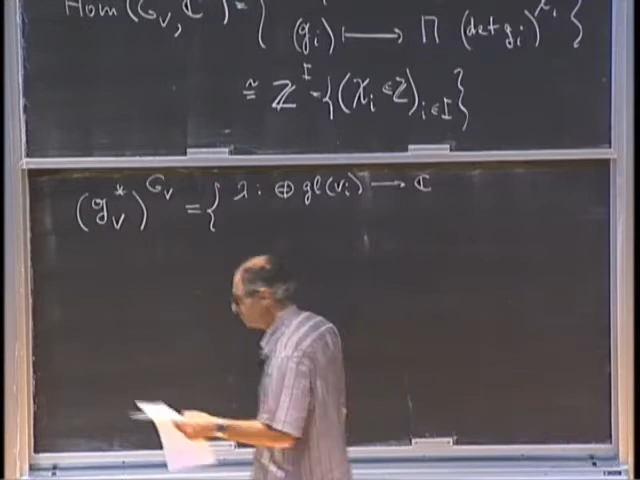 Hom (G_v, ℂ^*) = {
(g_i) ⟼ ∏ (det g_i)^{χ_i} }
≅ ℤ^I = {(χ_i ∈ ℤ)_{i ∈ I}}
(g_v^*)^{G_v} = { λ : ⊕ gl(v_i) ⟶ ℂ